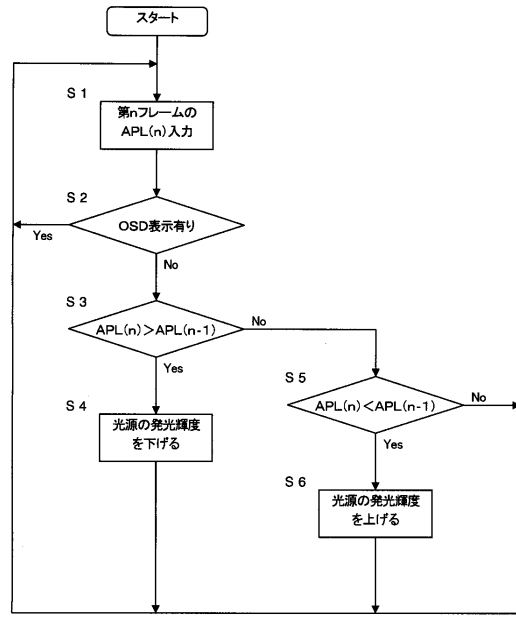 スタート
S 1
第nフレームの
APL(n)入力
S 2
OSD表示有り
Yes
No
S 3
APL(n)>APL(n-1)
No
Yes
S 4
光源の発光輝度
を下げる
S 5
APL(n)<APL(n-1)
No
Yes
S 6
光源の発光輝度
を上げる